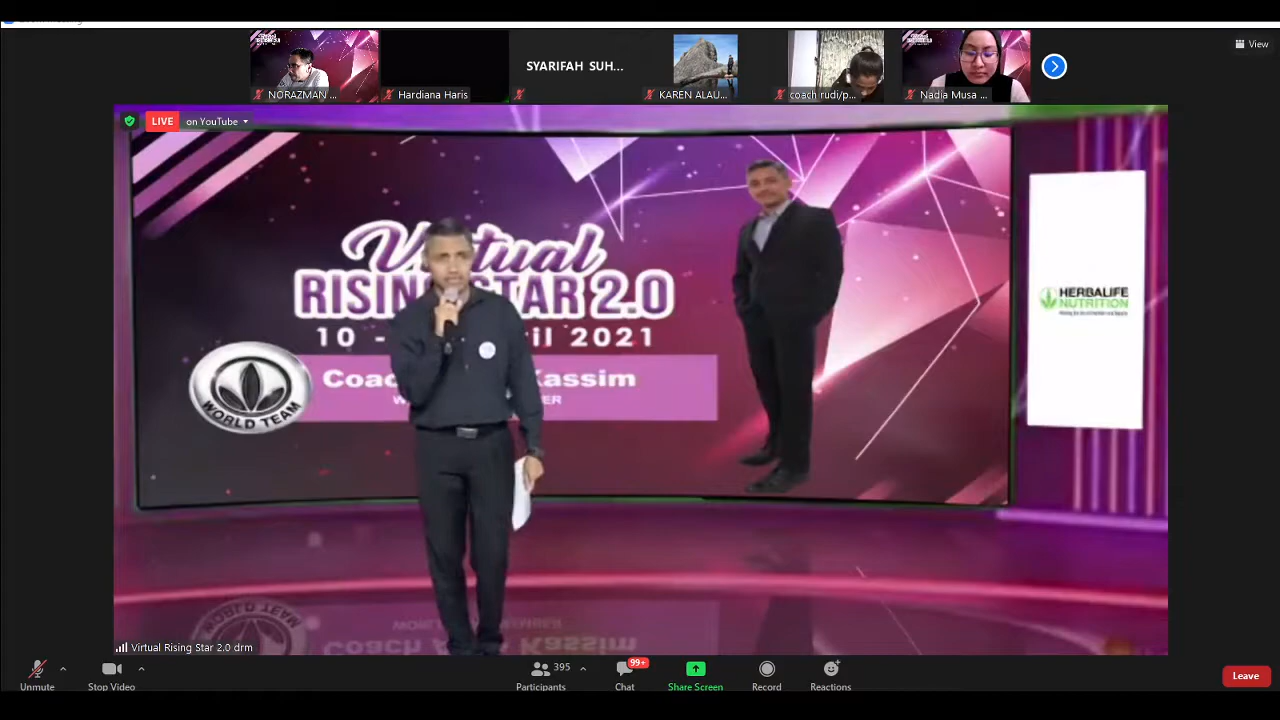 View
NORAZMAN ...
Hardiana Haris
SYARIFAH SUH...
KAREN ALAU...
coach rudi/p...
Nadia Musa ...
LIVE on YouTube
Virtual
RISING STAR 2.0
10 - ril 2021
Coac Kassim
WORLD TEAM
HERBALIFE
NUTRITION
Virtual Rising Star 2.0 drm
Unmute
Stop Video
395
Participants
99+
Chat
Share Screen
Record
Reactions
Leave